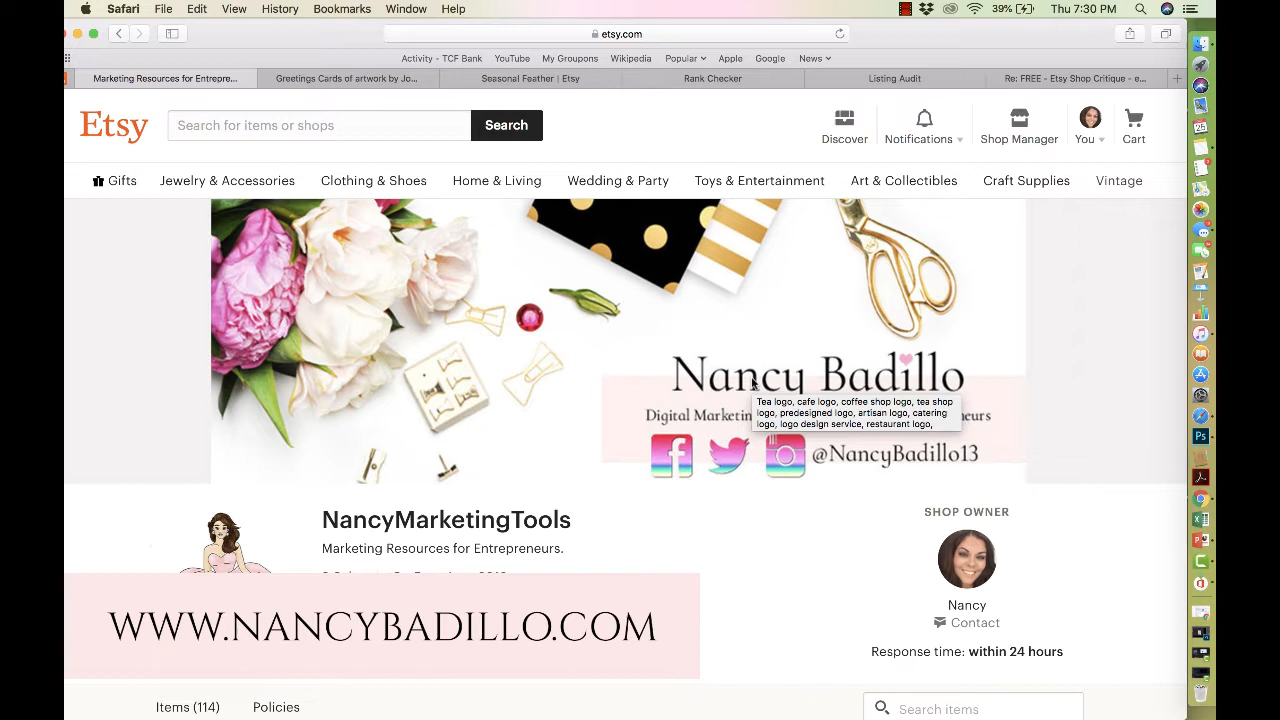 Safari File Edit View History Bookmarks Window Help 39% Thu 7:30 PM
etsy.com
Activity - TCF Bank YouTube My Groupons Wikipedia Popular Apple Google News
Marketing Resources for Entrepre... Greetings Cards of artwork by Jo... Seasonal Feather | Etsy Rank Checker Listing Audit Re: FREE - Etsy Shop Critique - e...
Etsy
Search for items or shops
Search
Discover Notifications Shop Manager You Cart
Gifts Jewelry & Accessories Clothing & Shoes Home & Living Wedding & Party Toys & Entertainment Art & Collectibles Craft Supplies Vintage
Nancy Badillo
Tea logo, cafe logo, coffee shop logo, tea shop
logo, predesigned logo, artisan logo, catering
logo, logo design service, restaurant logo,
Digital
@NancyBadillo13
NancyMarketingTools
Marketing Resources for Entrepreneurs.
SHOP OWNER
Nancy
Contact
Response time: within 24 hours
WWW.NANCYBADILLO.COM
Items (114) Policies
Search items